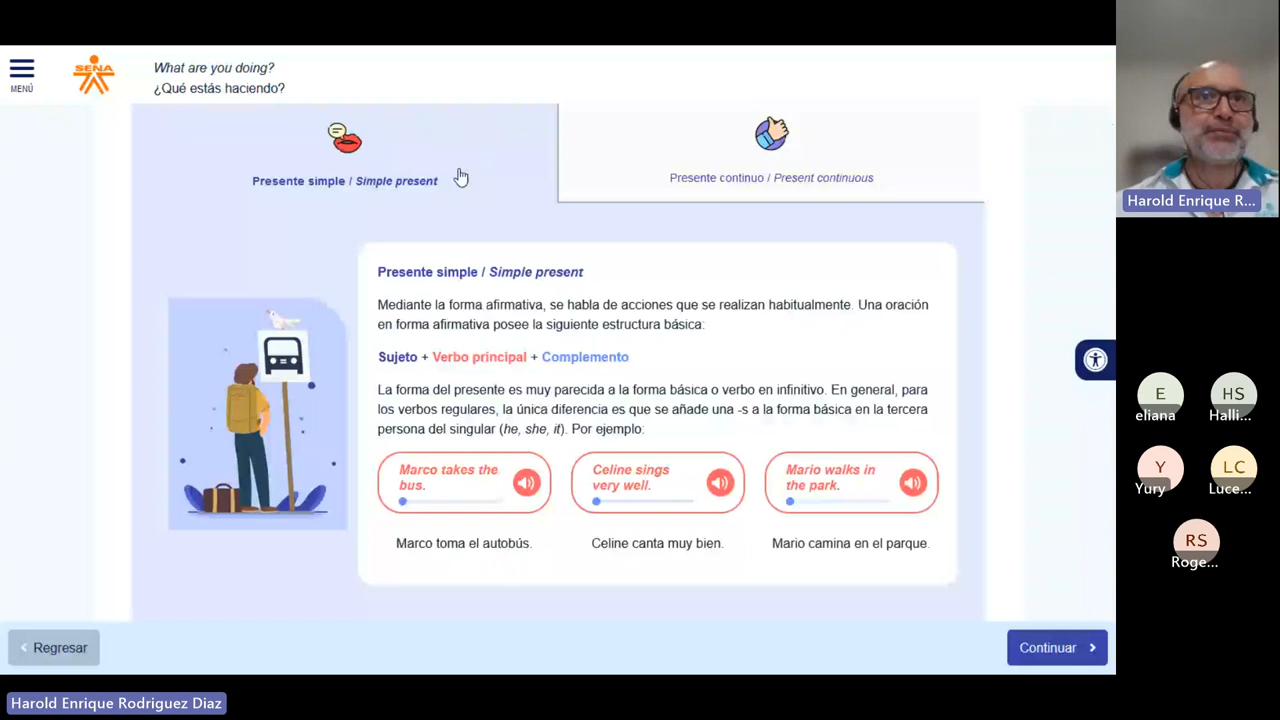 MENÚ
SENA
What are you doing?
¿Qué estás haciendo?
Presente simple / Simple present
Presente continuo / Present continuous
Presente simple / Simple present
Mediante la forma afirmativa, se habla de acciones que se realizan habitualmente. Una oración
en forma afirmativa posee la siguiente estructura básica:
Sujeto + Verbo principal + Complemento
La forma del presente es muy parecida a la forma básica o verbo en infinitivo. En general, para
los verbos regulares, la única diferencia es que se añade una -s a la forma básica en la tercera
persona del singular (he, she, it). Por ejemplo:
Marco takes the
bus.
Celine sings
very well.
Mario walks in
the park.
Marco toma el autobús.
Celine canta muy bien.
Mario camina en el parque.
Regresar
Continuar
Harold Enrique Rodriguez Diaz
Harold Enrique R...
E
eliana
HS
Halli...
Y
Yury
LC
Luce...
RS
Roge...